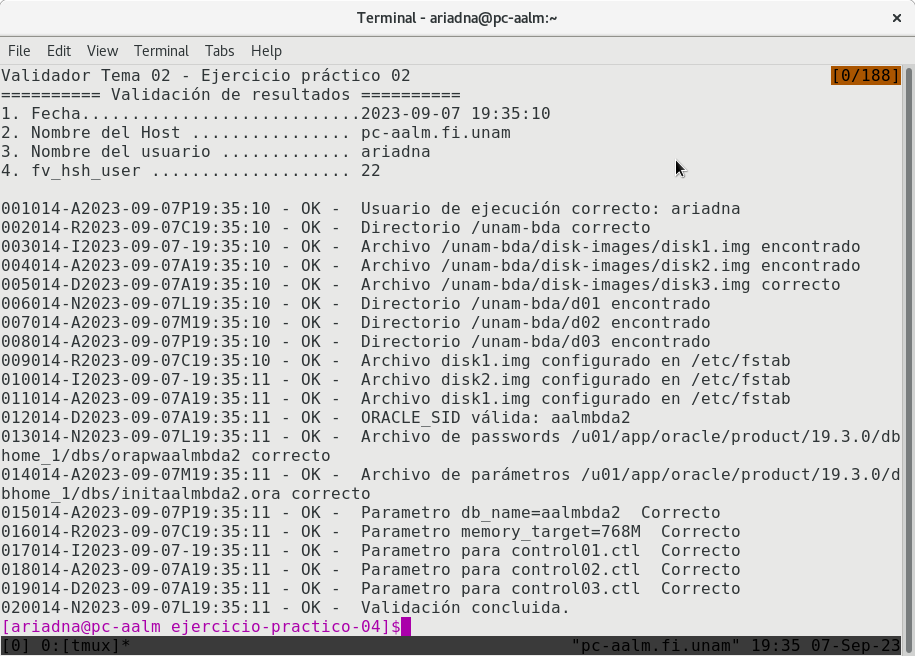 Terminal - ariadna@pc-aalm:~ ×
File Edit View Terminal Tabs Help
Validador Tema 02 - Ejercicio práctico 02 [0/188]
========== Validación de resultados ==========
1. Fecha............................2023-09-07 19:35:10
2. Nombre del Host ................ pc-aalm.fi.unam
3. Nombre del usuario ............. ariadna
4. fv_hsh_user .................... 22
001014-A2023-09-07P19:35:10 - OK -  Usuario de ejecución correcto: ariadna
002014-R2023-09-07C19:35:10 - OK -  Directorio /unam-bda correcto
003014-I2023-09-07-19:35:10 - OK -  Archivo /unam-bda/disk-images/disk1.img encontrado
004014-A2023-09-07A19:35:10 - OK -  Archivo /unam-bda/disk-images/disk2.img encontrado
005014-D2023-09-07A19:35:10 - OK -  Archivo /unam-bda/disk-images/disk3.img correcto
006014-N2023-09-07L19:35:10 - OK -  Directorio /unam-bda/d01 encontrado
007014-A2023-09-07M19:35:10 - OK -  Directorio /unam-bda/d02 encontrado
008014-A2023-09-07P19:35:10 - OK -  Directorio /unam-bda/d03 encontrado
009014-R2023-09-07C19:35:10 - OK -  Archivo disk1.img configurado en /etc/fstab
010014-I2023-09-07-19:35:11 - OK -  Archivo disk2.img configurado en /etc/fstab
011014-A2023-09-07A19:35:11 - OK -  Archivo disk1.img configurado en /etc/fstab
012014-D2023-09-07A19:35:11 - OK -  ORACLE_SID válida: aalmbda2
013014-N2023-09-07L19:35:11 - OK -  Archivo de passwords /u01/app/oracle/product/19.3.0/db
home_1/dbs/orapwaalmbda2 correcto
014014-A2023-09-07M19:35:11 - OK -  Archivo de parámetros /u01/app/oracle/product/19.3.0/d
bhome_1/dbs/initaalmbda2.ora correcto
015014-A2023-09-07P19:35:11 - OK -  Parametro db_name=aalmbda2  Correcto
016014-R2023-09-07C19:35:11 - OK -  Parametro memory_target=768M  Correcto
017014-I2023-09-07-19:35:11 - OK -  Parametro para control01.ctl  Correcto
018014-A2023-09-07A19:35:11 - OK -  Parametro para control02.ctl  Correcto
019014-D2023-09-07A19:35:11 - OK -  Parametro para control03.ctl  Correcto
020014-N2023-09-07L19:35:11 - OK -  Validación concluida.
[ariadna@pc-aalm ejercicio-practico-04]$
[0] 0:[tmux]* "pc-aalm.fi.unam" 19:35 07-Sep-23